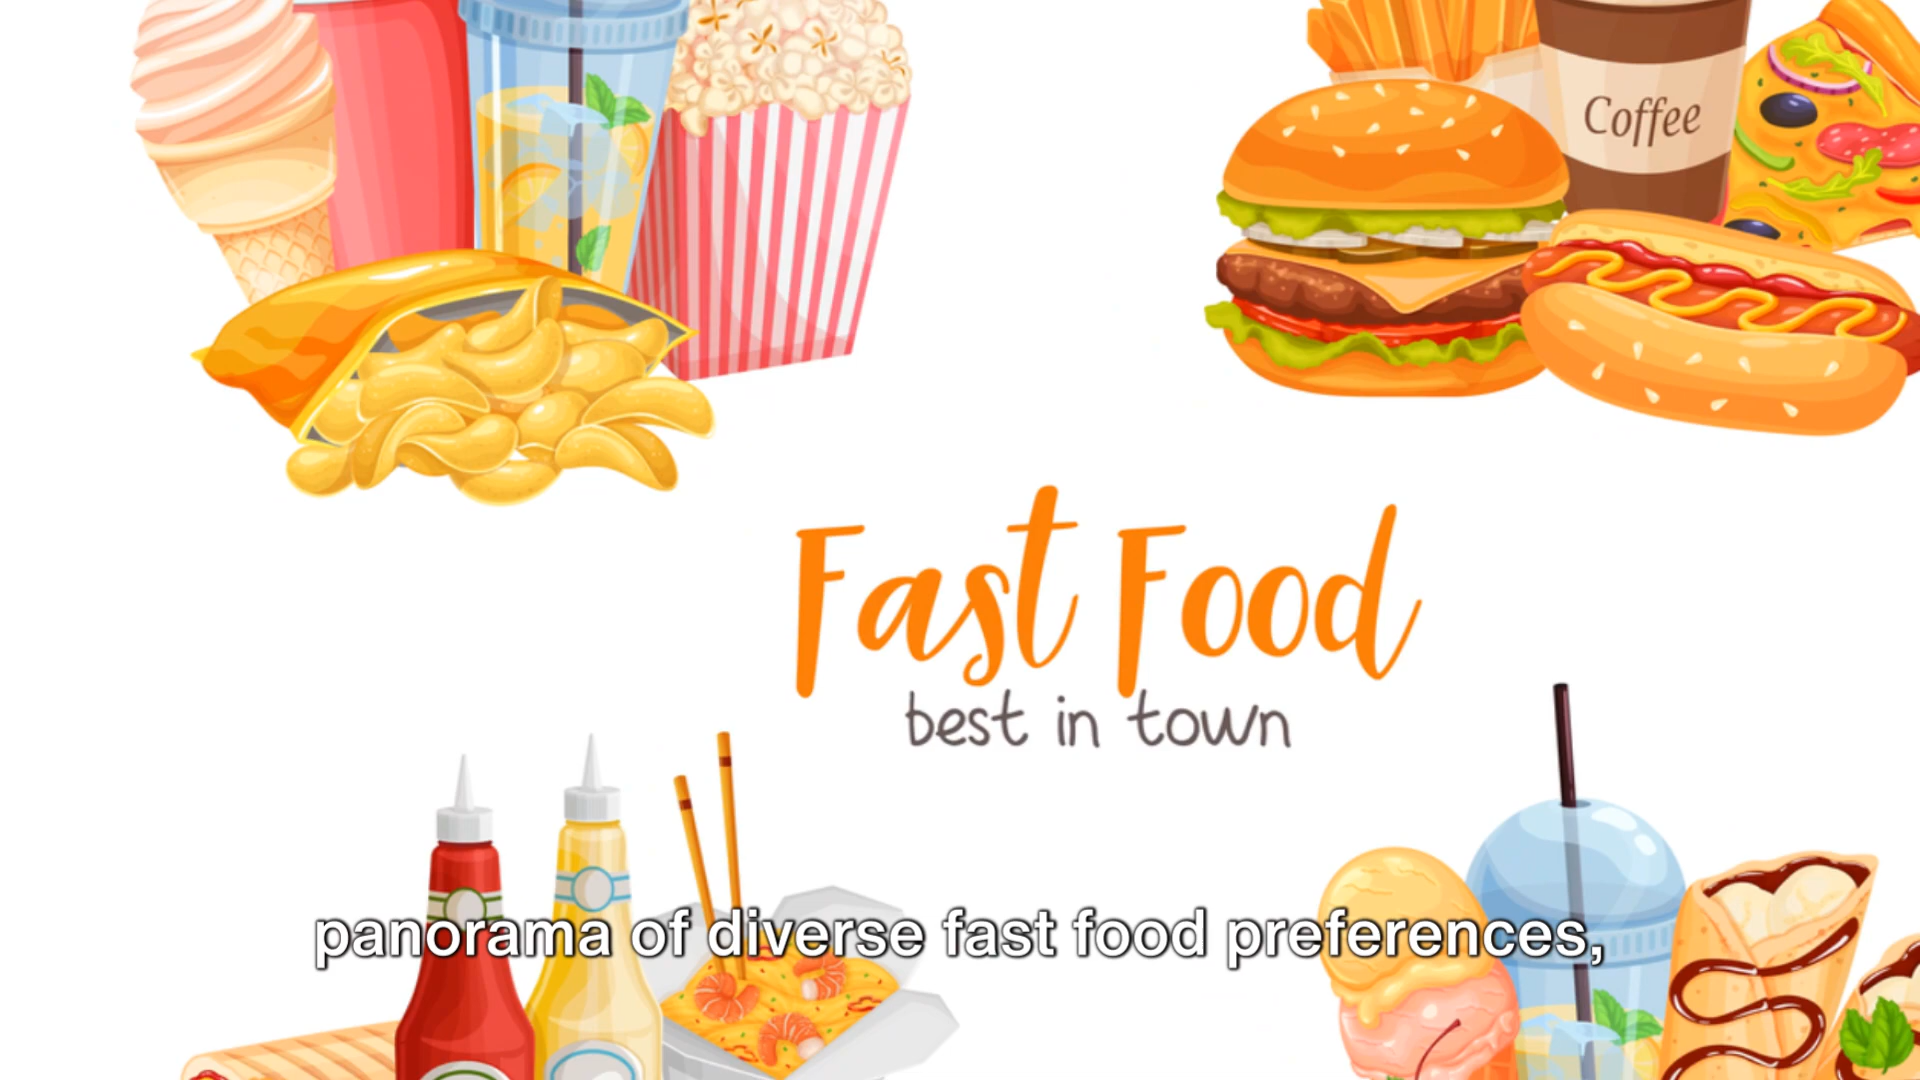 Coffee
Fast Food
best in town
panorama of diverse fast food preferences,